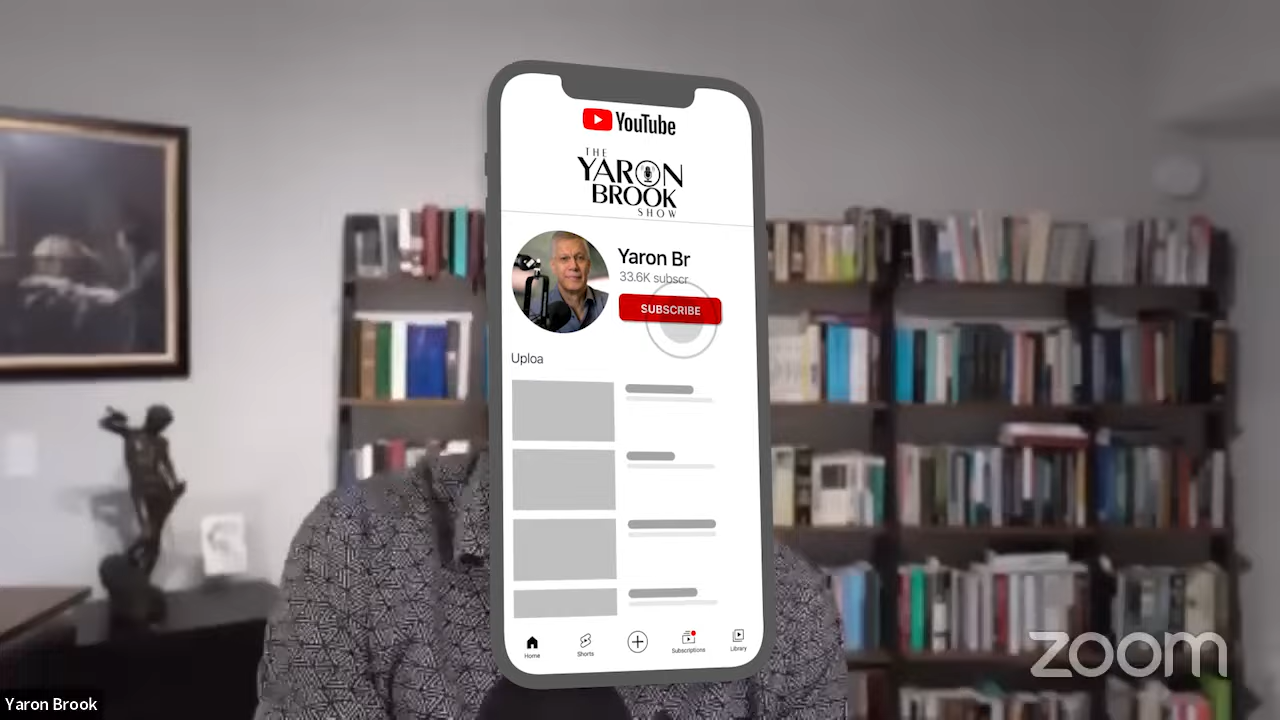 YouTube
THE
YARON
BROOK
SHOW
Yaron Br
33.6K subscr
SUBSCRIBE
Uploa
Home
Shorts
Subscriptions
Library
zoom
Yaron Brook